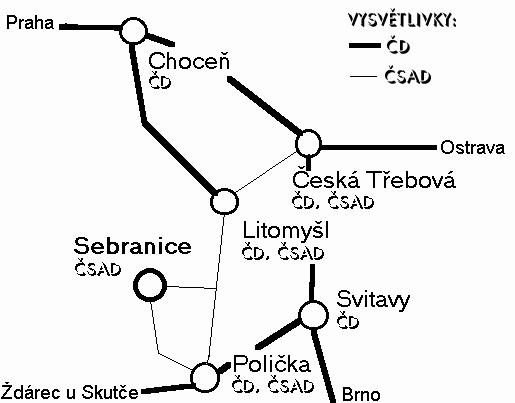 Praha
VYSVĚTLIVKY:
ČD
ČSAD
Choceň
ČD
Ostrava
Česká Třebová
ČD, ČSAD
Litomyšl
ČD, ČSAD
Sebranice
ČSAD
Svitavy
ČD
Polička
ČD, ČSAD
Ždárec u Skutče
Brno